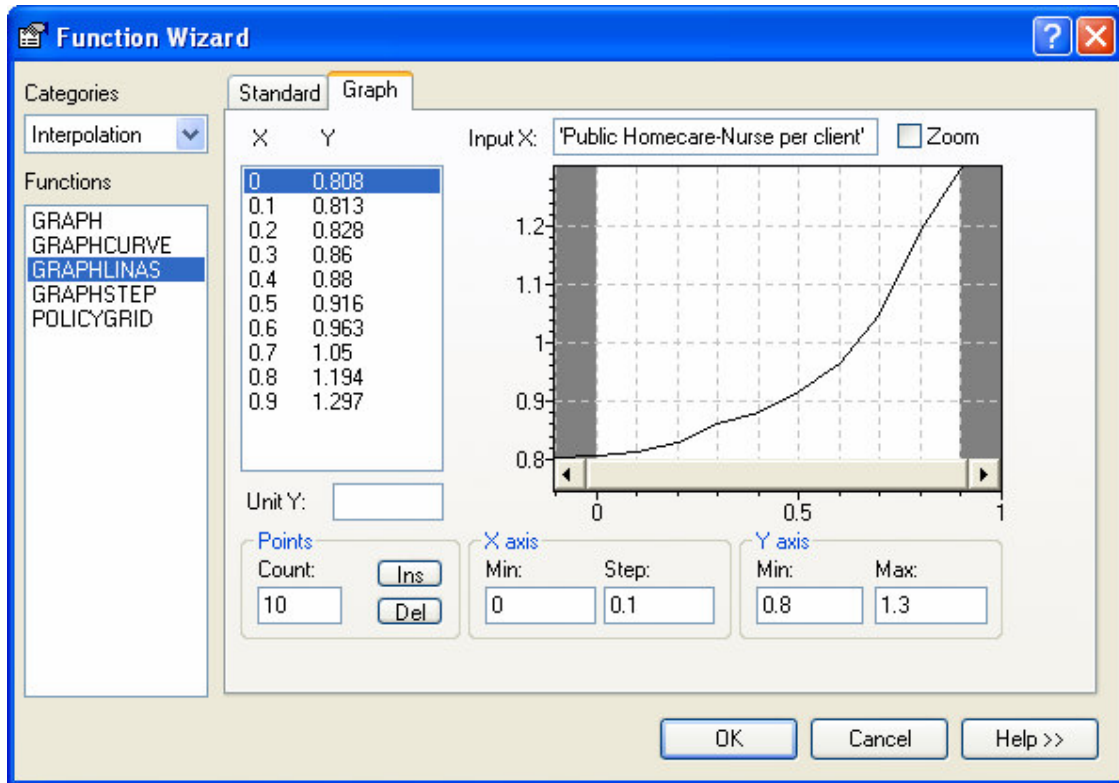 Function Wizard
Categories
Interpolation
Functions
GRAPH
GRAPHCURVE
GRAPHLINAS
GRAPHSTEP
POLICYGRID
Standard
Graph
X Y
0 0.808
0.1 0.813
0.2 0.828
0.3 0.86
0.4 0.88
0.5 0.916
0.6 0.963
0.7 1.05
0.8 1.194
0.9 1.297
Unit Y:
Input X: 'Public Homecare-Nurse per client' Zoom
1.2
1.1
1
0.9
0.8
0 0.5 1
Points
Count:
10
Ins
Del
X axis
Min: Step:
0 0.1
Y axis
Min: Max:
0.8 1.3
OK Cancel Help >>